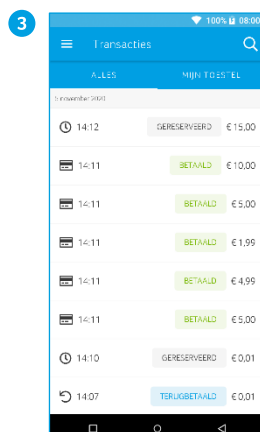 3
100% 08:00
Transacties
ALLES MIJN TOESTEL
5 november 2020
14:12 GERESERVEERD € 15,00
14:11 BETAALD € 10,00
14:11 BETAALD € 5,00
14:11 BETAALD € 1,99
14:11 BETAALD € 4,99
14:11 BETAALD € 5,00
14:10 GERESERVEERD € 0,01
14:07 TERUGBETAALD € 0,01